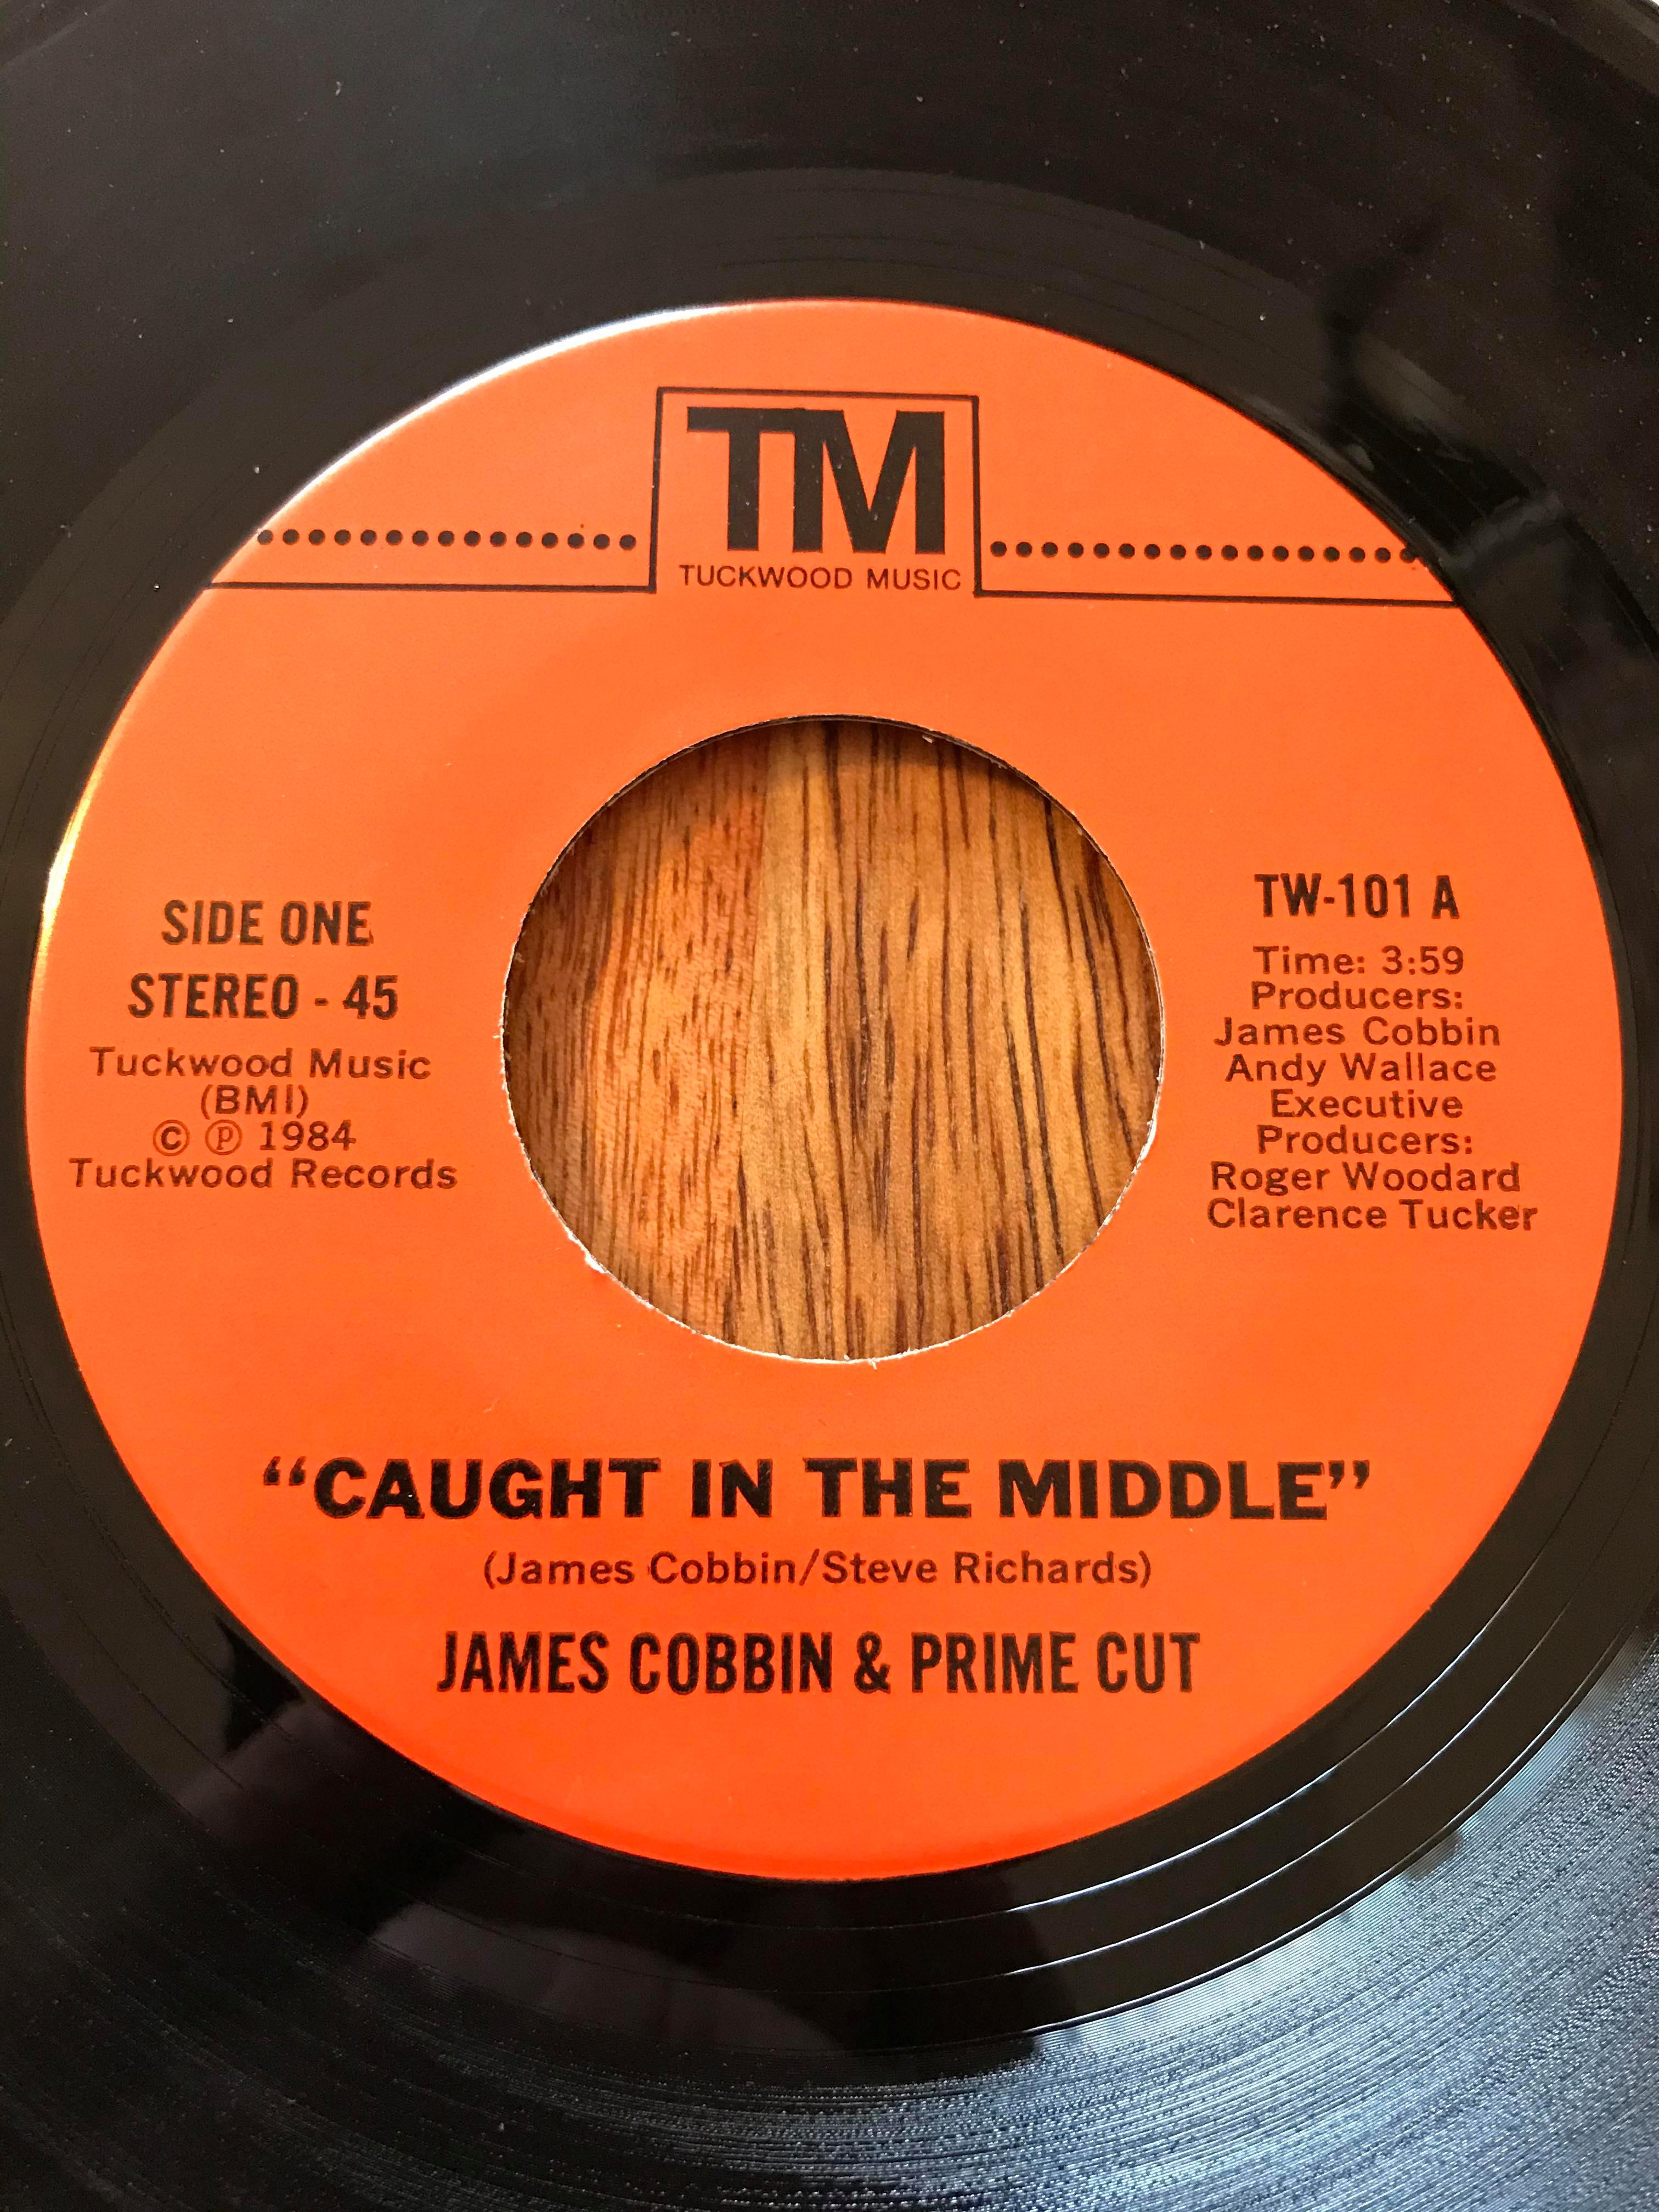 TM
TUCKWOOD MUSIC
SIDE ONE
STEREO - 45
Tuckwood Music
(BMI)
© ℗ 1984
Tuckwood Records
TW-101 A
Time: 3:59
Producers:
James Cobbin
Andy Wallace
Executive
Producers:
Roger Woodard
Clarence Tucker
“CAUGHT IN THE MIDDLE”
(James Cobbin/Steve Richards)
JAMES COBBIN & PRIME CUT